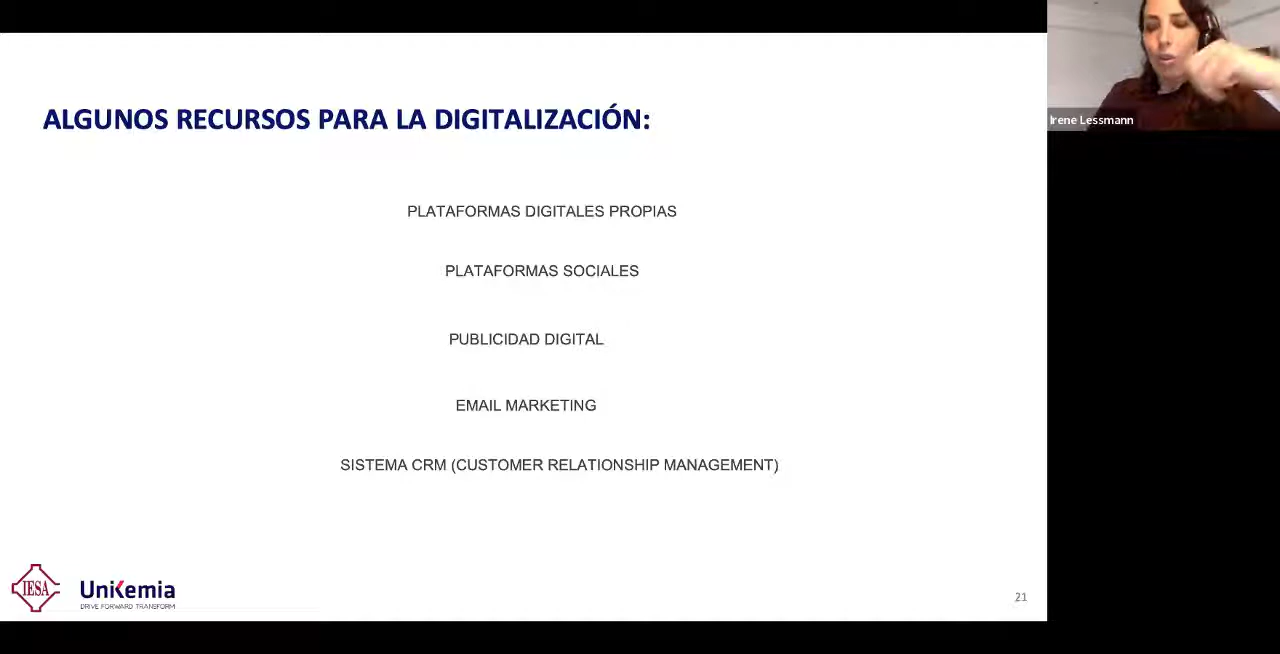 Irene Lessmann
ALGUNOS RECURSOS PARA LA DIGITALIZACIÓN:
PLATAFORMAS DIGITALES PROPIAS
PLATAFORMAS SOCIALES
PUBLICIDAD DIGITAL
EMAIL MARKETING
SISTEMA CRM (CUSTOMER RELATIONSHIP MANAGEMENT)
IESA
UniKemia
DRIVE FORWARD TRANSFORM
21